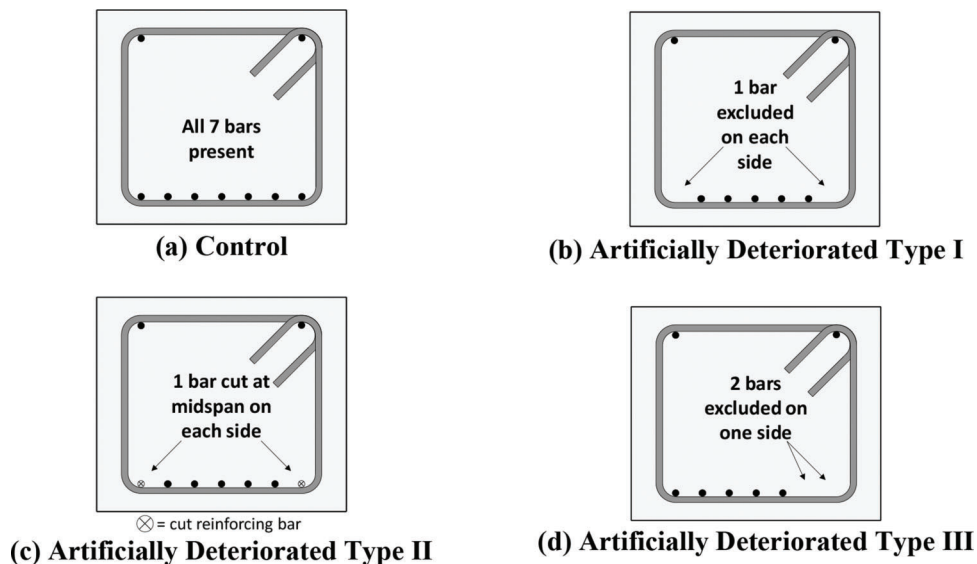 All 7 bars
present
(a) Control
1 bar
excluded
on each
side
(b) Artificially Deteriorated Type I
1 bar cut at
midspan on
each side
= cut reinforcing bar
(c) Artificially Deteriorated Type II
2 bars
excluded on
one side
(d) Artificially Deteriorated Type III